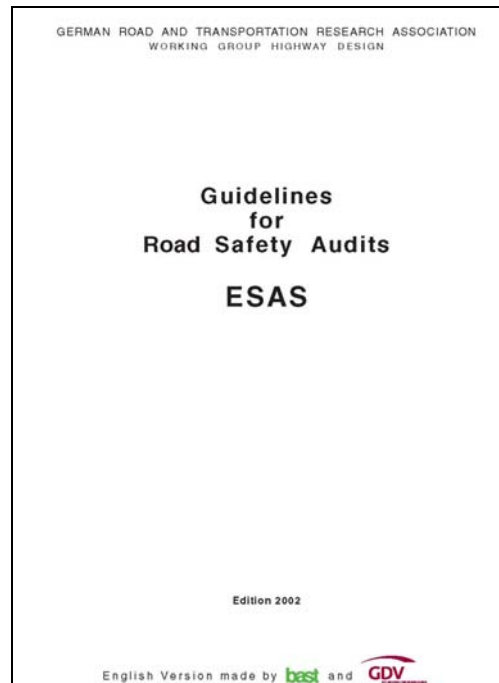 GERMAN ROAD AND TRANSPORTATION RESEARCH ASSOCIATION
WORKING GROUP HIGHWAY DESIGN
Guidelines
for
Road Safety Audits
ESAS
Edition 2002
English Version made by bast and GDV